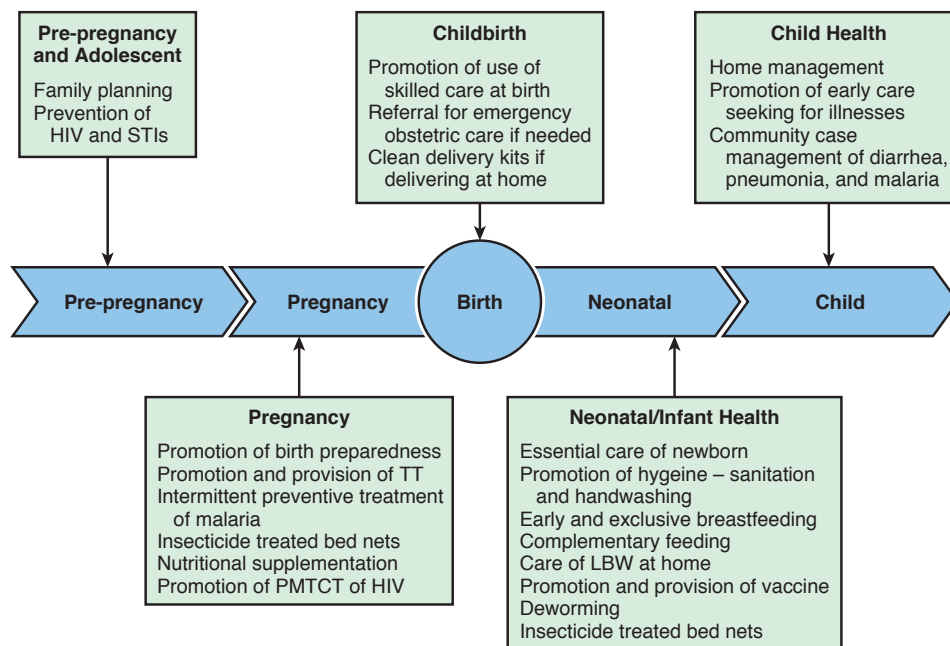 Pre-pregnancy
and Adolescent
Family planning
Prevention of
HIV and STIs
Childbirth
Promotion of use of
skilled care at birth
Referral for emergency
obstetric care if needed
Clean delivery kits if
delivering at home
Child Health
Home management
Promotion of early care
seeking for illnesses
Community case
management of diarrhea,
pneumonia, and malaria
Pre-pregnancy
Pregnancy
Birth
Neonatal
Child
Pregnancy
Promotion of birth preparedness
Promotion and provision of TT
Intermittent preventive treatment
of malaria
Insecticide treated bed nets
Nutritional supplementation
Promotion of PMTCT of HIV
Neonatal/Infant Health
Essential care of newborn
Promotion of hygeine – sanitation
and handwashing
Early and exclusive breastfeeding
Complementary feeding
Care of LBW at home
Promotion and provision of vaccine
Deworming
Insecticide treated bed nets